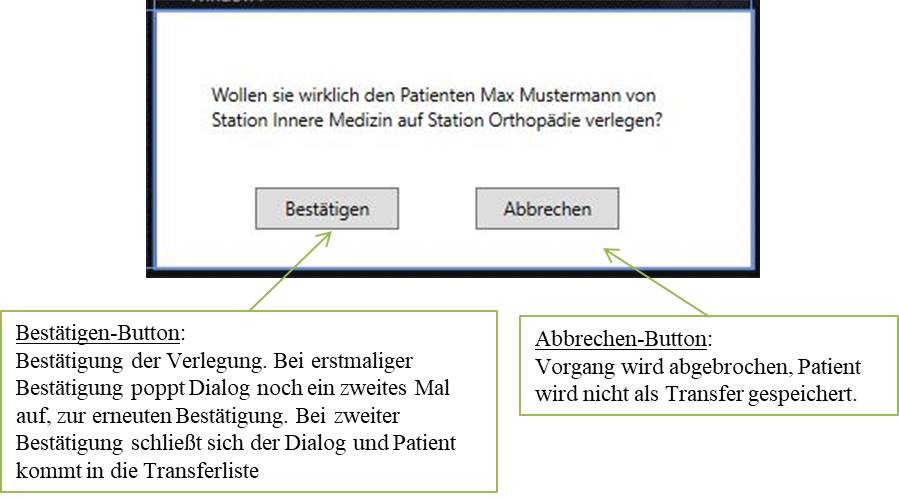 Wollen sie wirklich den Patienten Max Mustermann von
Station Innere Medizin auf Station Orthopädie verlegen?
Bestätigen
Abbrechen
Bestätigen-Button:
Bestätigung der Verlegung. Bei erstmaliger
Bestätigung poppt Dialog noch ein zweites Mal
auf, zur erneuten Bestätigung. Bei zweiter
Bestätigung schließt sich der Dialog und Patient
kommt in die Transferliste
Abbrechen-Button:
Vorgang wird abgebrochen, Patient
wird nicht als Transfer gespeichert.